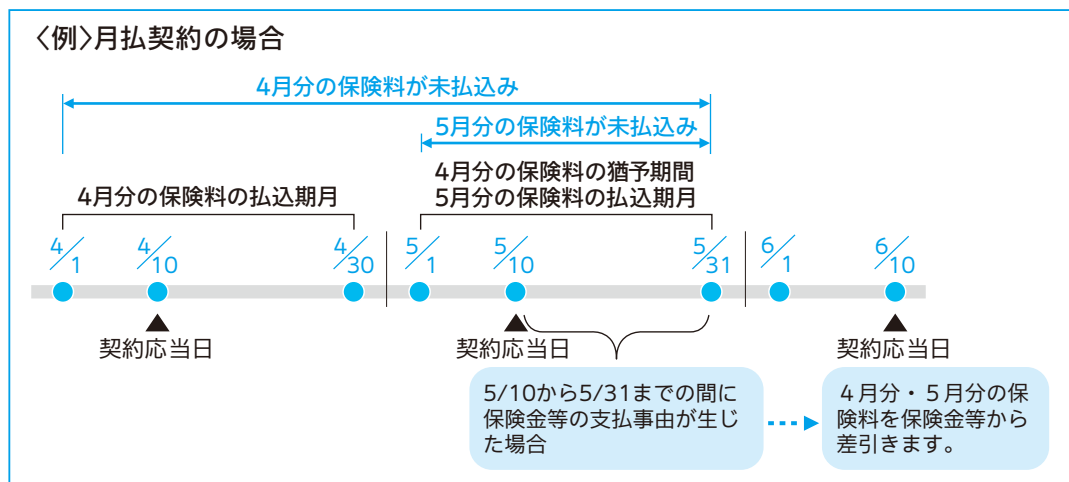 〈例〉月払契約の場合
4月分の保険料が未払込み
5月分の保険料が未払込み
4月分の保険料の払込期月
4月分の保険料の猶予期間
5月分の保険料の払込期月
4/1
4/10
4/30
5/1
5/10
5/31
6/1
6/10
契約応当日
契約応当日
契約応当日
5/10から5/31までの間に
保険金等の支払事由が生じ
た場合
４月分・５月分の保
険料を保険金等から
差引きます。